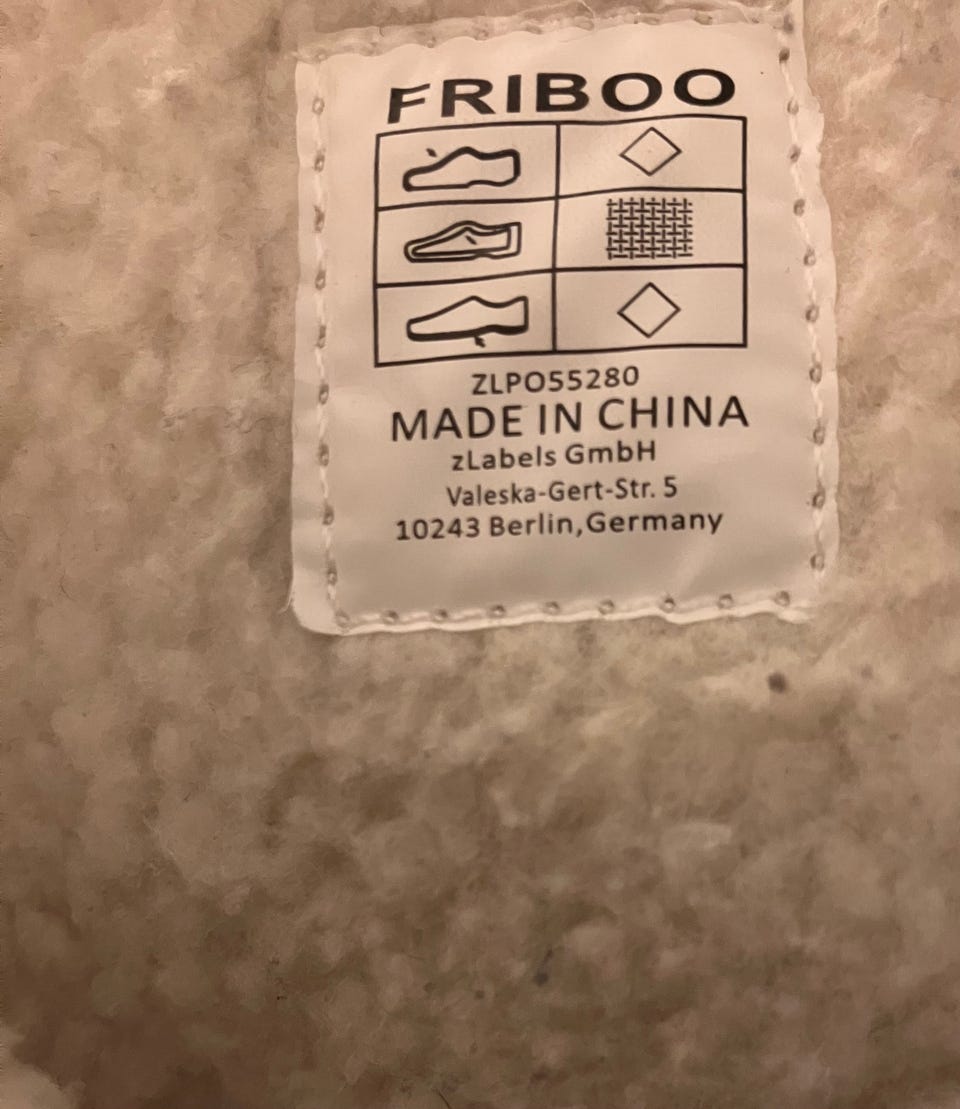 FRIBOO
ZLPO55280
MADE IN CHINA
zLabels GmbH
Valeska-Gert-Str. 5
10243 Berlin,Germany